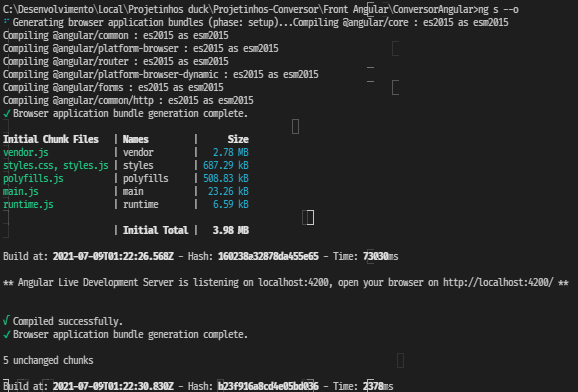 C:\Desenvolvimento\Local\Projetinhos duck\Projetinhos-Conversor\Front Angular\ConversorAngular>ng s --o
Generating browser application bundles (phase: setup)...Compiling @angular/core : es2015 as esm2015
Compiling @angular/common : es2015 as esm2015
Compiling @angular/platform-browser : es2015 as esm2015
Compiling @angular/router : es2015 as esm2015
Compiling @angular/platform-browser-dynamic : es2015 as esm2015
Compiling @angular/forms : es2015 as esm2015
Compiling @angular/common/http : es2015 as esm2015
✔ Browser application bundle generation complete.
Initial Chunk Files | Names | Size
vendor.js | vendor | 2.78 MB
styles.css, styles.js | styles | 687.29 kB
polyfills.js | polyfills | 508.83 kB
main.js | main | 23.26 kB
runtime.js | runtime | 6.59 kB
| Initial Total | 3.98 MB
Build at: 2021-07-09T01:22:26.568Z - Hash: 160238e32878da455e65 - Time: 73030ms
** Angular Live Development Server is listening on localhost:4200, open your browser on http://localhost:4200/ **
√ Compiled successfully.
✔ Browser application bundle generation complete.
5 unchanged chunks
Build at: 2021-07-09T01:22:30.830Z - Hash: b23f916a8cd4e05bd036 - Time: 2378ms